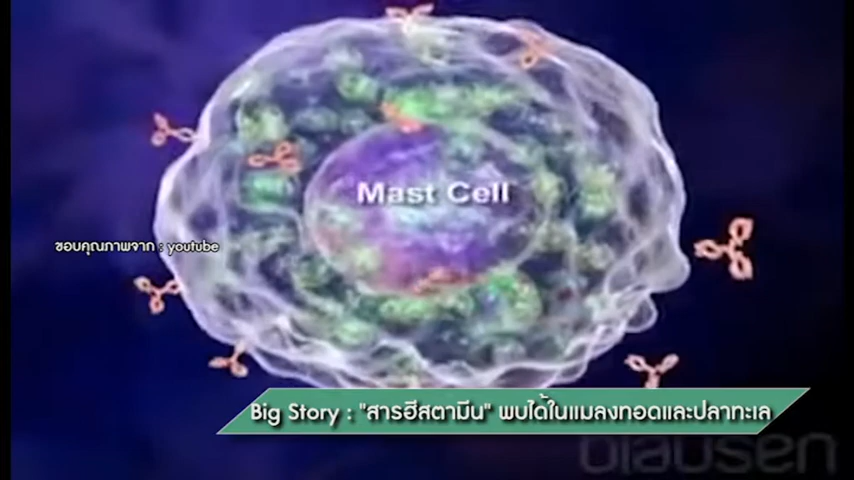 Mast Cell
ขอบคุณภาพจาก : youtube
Big Story : "สารฮีสตามีน" พบได้ในแมลงทอดและปลาทะเล
blausen